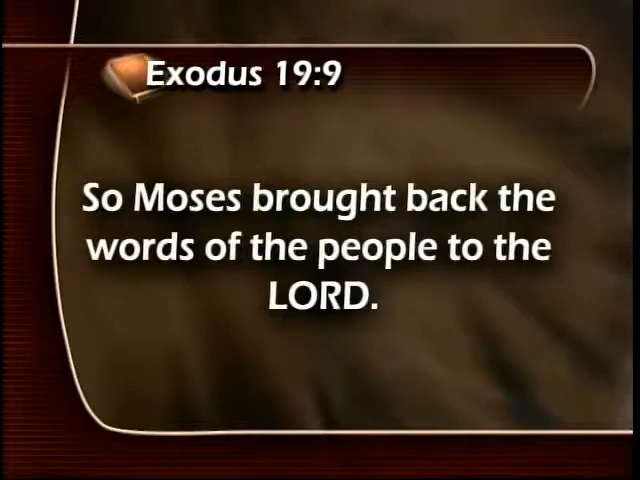 Exodus 19:9
So Moses brought back the
words of the people to the
LORD.